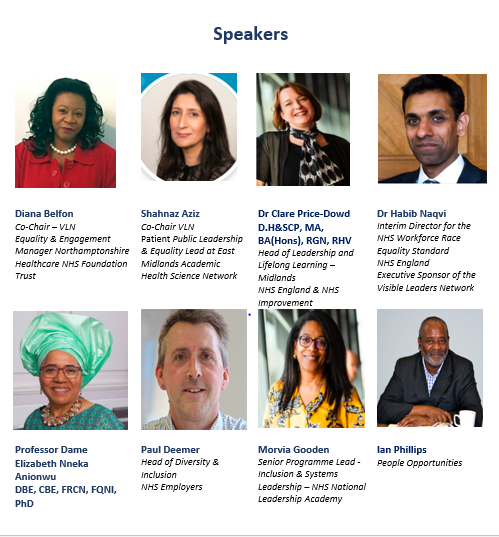 Speakers
Diana Belfon
Co-Chair – VLN
Equality & Engagement
Manager Northamptonshire
Healthcare NHS Foundation
Trust
Shahnaz Aziz
Co-Chair VLN
Patient Public Leadership
& Equality Lead at East
Midlands Academic
Health Science Network
Dr Clare Price-Dowd
D.H&SCP, MA,
BA(Hons), RGN, RHV
Head of Leadership and
Lifelong Learning –
Midlands
NHS England & NHS
Improvement
Dr Habib Naqvi
Interim Director for the
NHS Workforce Race
Equality Standard
NHS England
Executive Sponsor of the
Visible Leaders Network
Professor Dame
Elizabeth Nneka
Anionwu
DBE, CBE, FRCN, FQNI,
PhD
Paul Deemer
Head of Diversity &
Inclusion
NHS Employers
Morvia Gooden
Senior Programme Lead -
Inclusion & Systems
Leadership – NHS National
Leadership Academy
Ian Phillips
People Opportunities